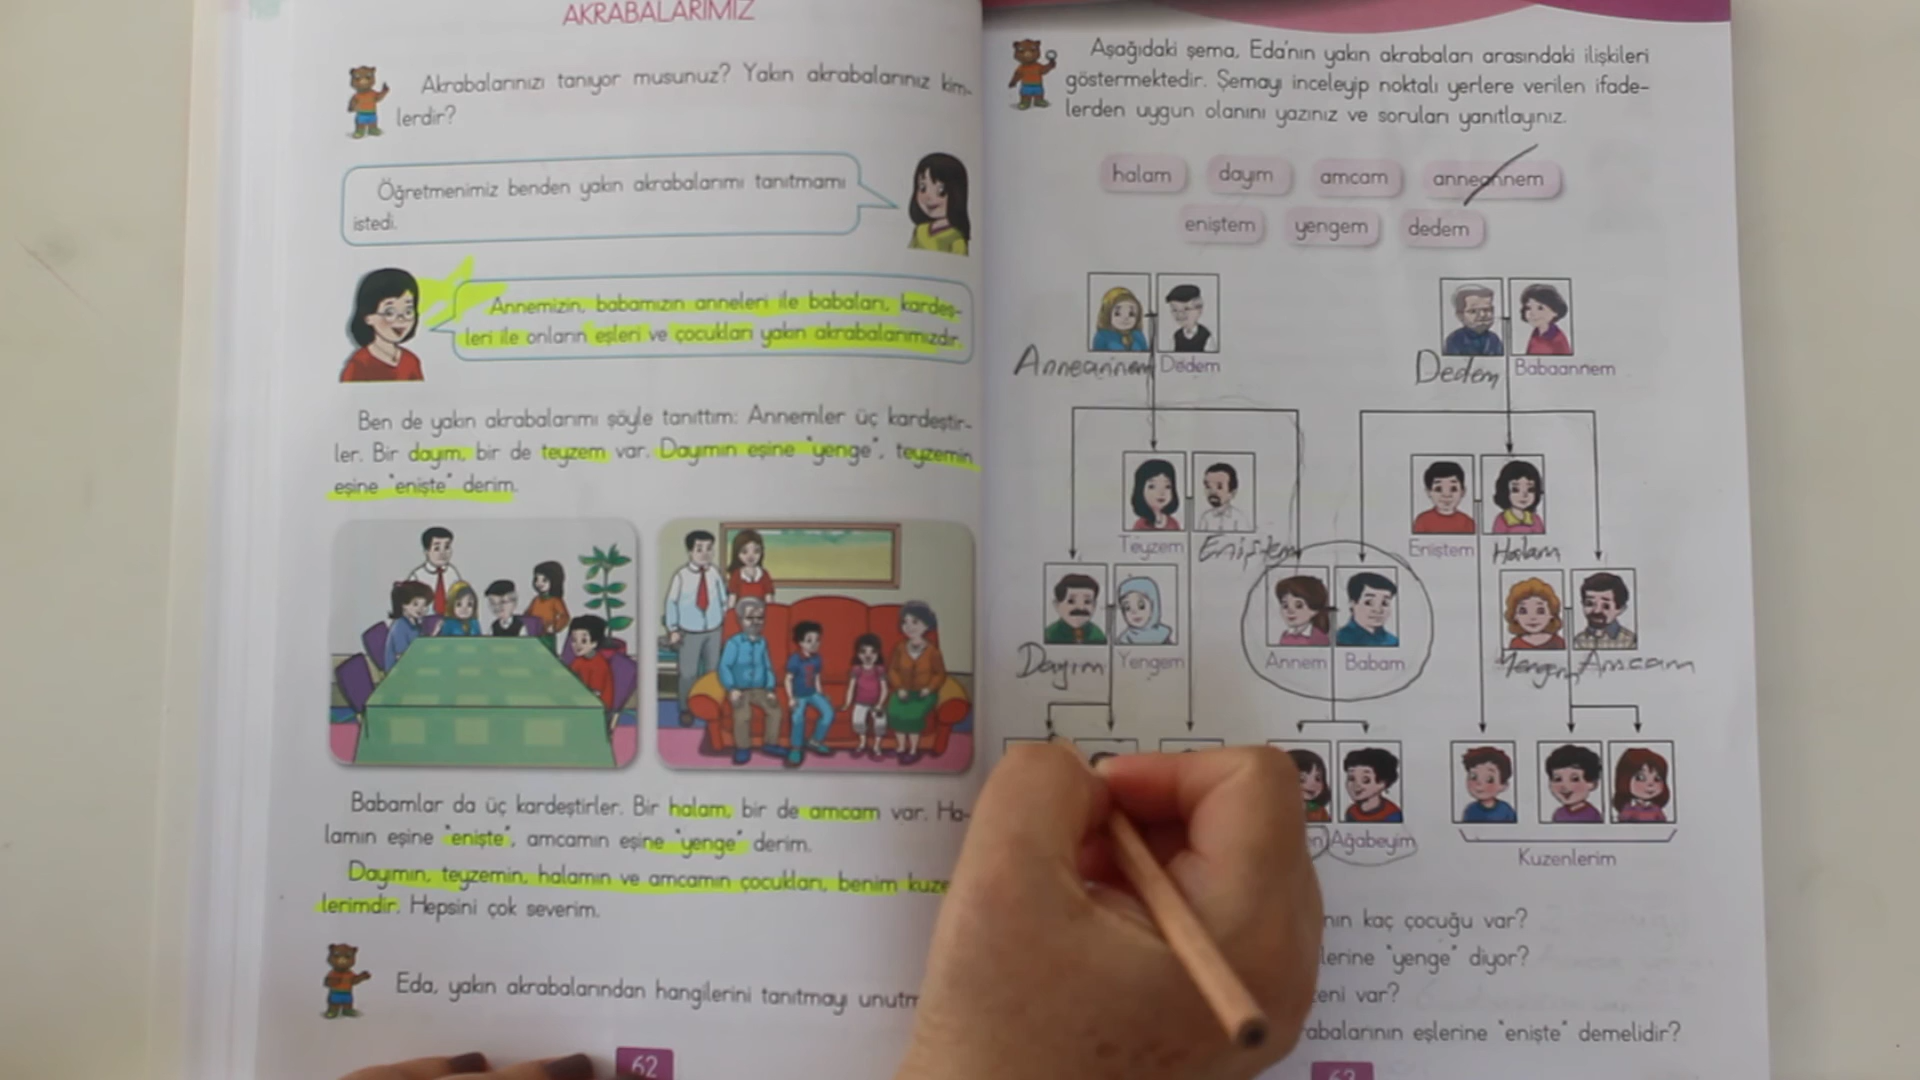 AKRABALARIMIZ
Akrabalarınızı tanıyor musunuz? Yakın akrabalarınız kim-
lerdir?
Öğretmenimiz benden yakın akrabalarımı tanıtmamı
istedi.
Annemizin, babamızın anneleri ile babaları, kardeş-
leri ile onların eşleri ve çocukları yakın akrabalarımızdır.
Ben de yakın akrabalarımı şöyle tanıttım: Annemler üç kardeştir-
ler. Bir dayım, bir de teyzem var. Dayımın eşine "yenge", teyzemin
eşine "enişte" derim.
Babamlar da üç kardeştirler. Bir halam, bir de amcam var. Ha-
lamın eşine "enişte", amcamın eşine "yenge" derim.
Dayımın, teyzemin, halamın ve amcamın çocukları, benim kuze
lerimdir. Hepsini çok severim.
Eda, yakın akrabalarından hangilerini tanıtmayı unutm
62
Aşağıdaki şema, Eda'nın yakın akrabaları arasındaki ilişkileri
göstermektedir. Şemayı inceleyip noktalı yerlere verilen ifade-
lerden uygun olanını yazınız ve soruları yanıtlayınız.
halam dayım amcam anneannem
eniştem yengem dedem
Anneannem Dedem Dedem Babaannem
Teyzem Eniştem Eniştem Halam
Dayım Yengem Annem Babam Yengem Amcam
en Ağabeyim Kuzenlerim
nın kaç çocuğu var?
lerine "yenge" diyor?
eni var?
abalarının eşlerine "enişte" demelidir?
63